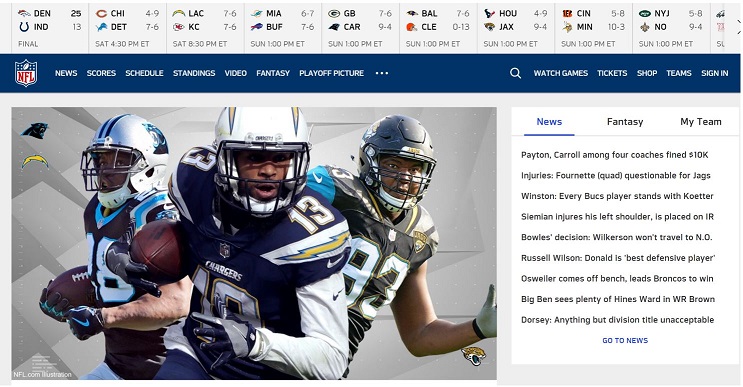 DEN 25 CHI 4-9 LAC 7-6 MIA 6-7 GB 7-6 BAL 7-6 HOU 4-9 CIN 5-8 NYJ 5-8
IND 13 DET 7-6 KC 7-6 BUF 7-6 CAR 9-4 CLE 0-13 JAX 9-4 MIN 10-3 NO 9-4
FINAL SAT 4:30 PM ET SAT 8:30 PM ET SUN 1:00 PM ET SUN 1:00 PM ET SUN 1:00 PM ET SUN 1:00 PM ET SUN 1:00 PM ET SUN 1:00 PM ET
NFL NEWS SCORES SCHEDULE STANDINGS VIDEO FANTASY PLAYOFF PICTURE ••• WATCH GAMES TICKETS SHOP TEAMS SIGN IN
News Fantasy My Team
Payton, Carroll among four coaches fined $10K
Injuries: Fournette (quad) questionable for Jags
Winston: Every Bucs player stands with Koetter
Siemian injures his left shoulder, is placed on IR
Bowles' decision: Wilkerson won't travel to N.O.
Russell Wilson: Donald is 'best defensive player'
Osweiler comes off bench, leads Broncos to win
Big Ben sees plenty of Hines Ward in WR Brown
Dorsey: Anything but division title unacceptable
GO TO NEWS
CHARGERS
13
13
93
NFL.com illustration